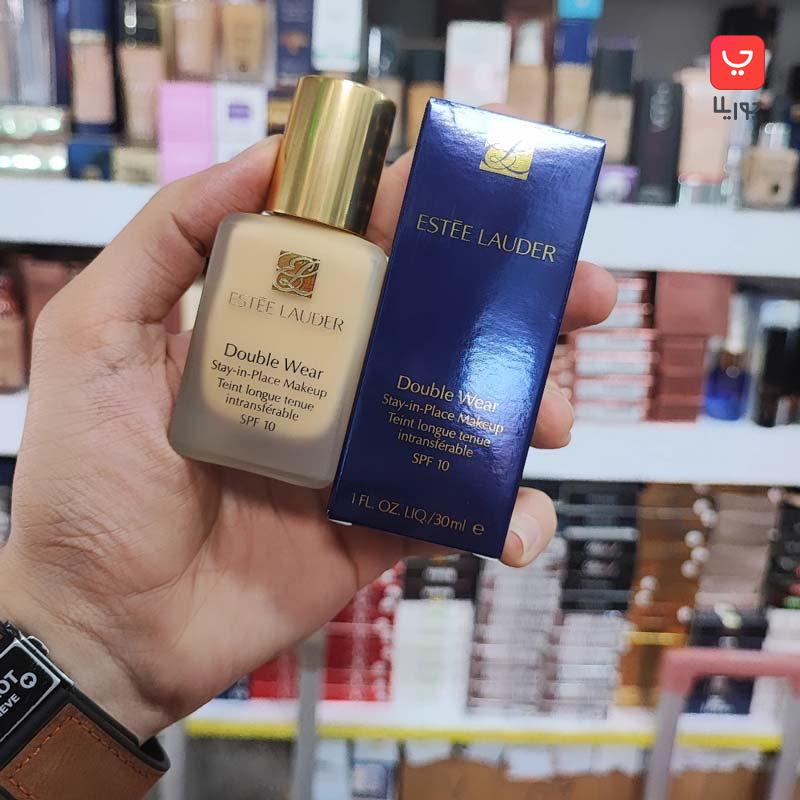 جوریلا
ESTĒE LAUDER
Double Wear
Stay-in-Place Makeup
Teint longue tenue
intransférable
SPF 10
ESTĒE LAUDER
Double Wear
Stay-in-Place Makeup
Teint longue tenue
intransférable
SPF 10
1 FL. OZ. LIQ./30ml e